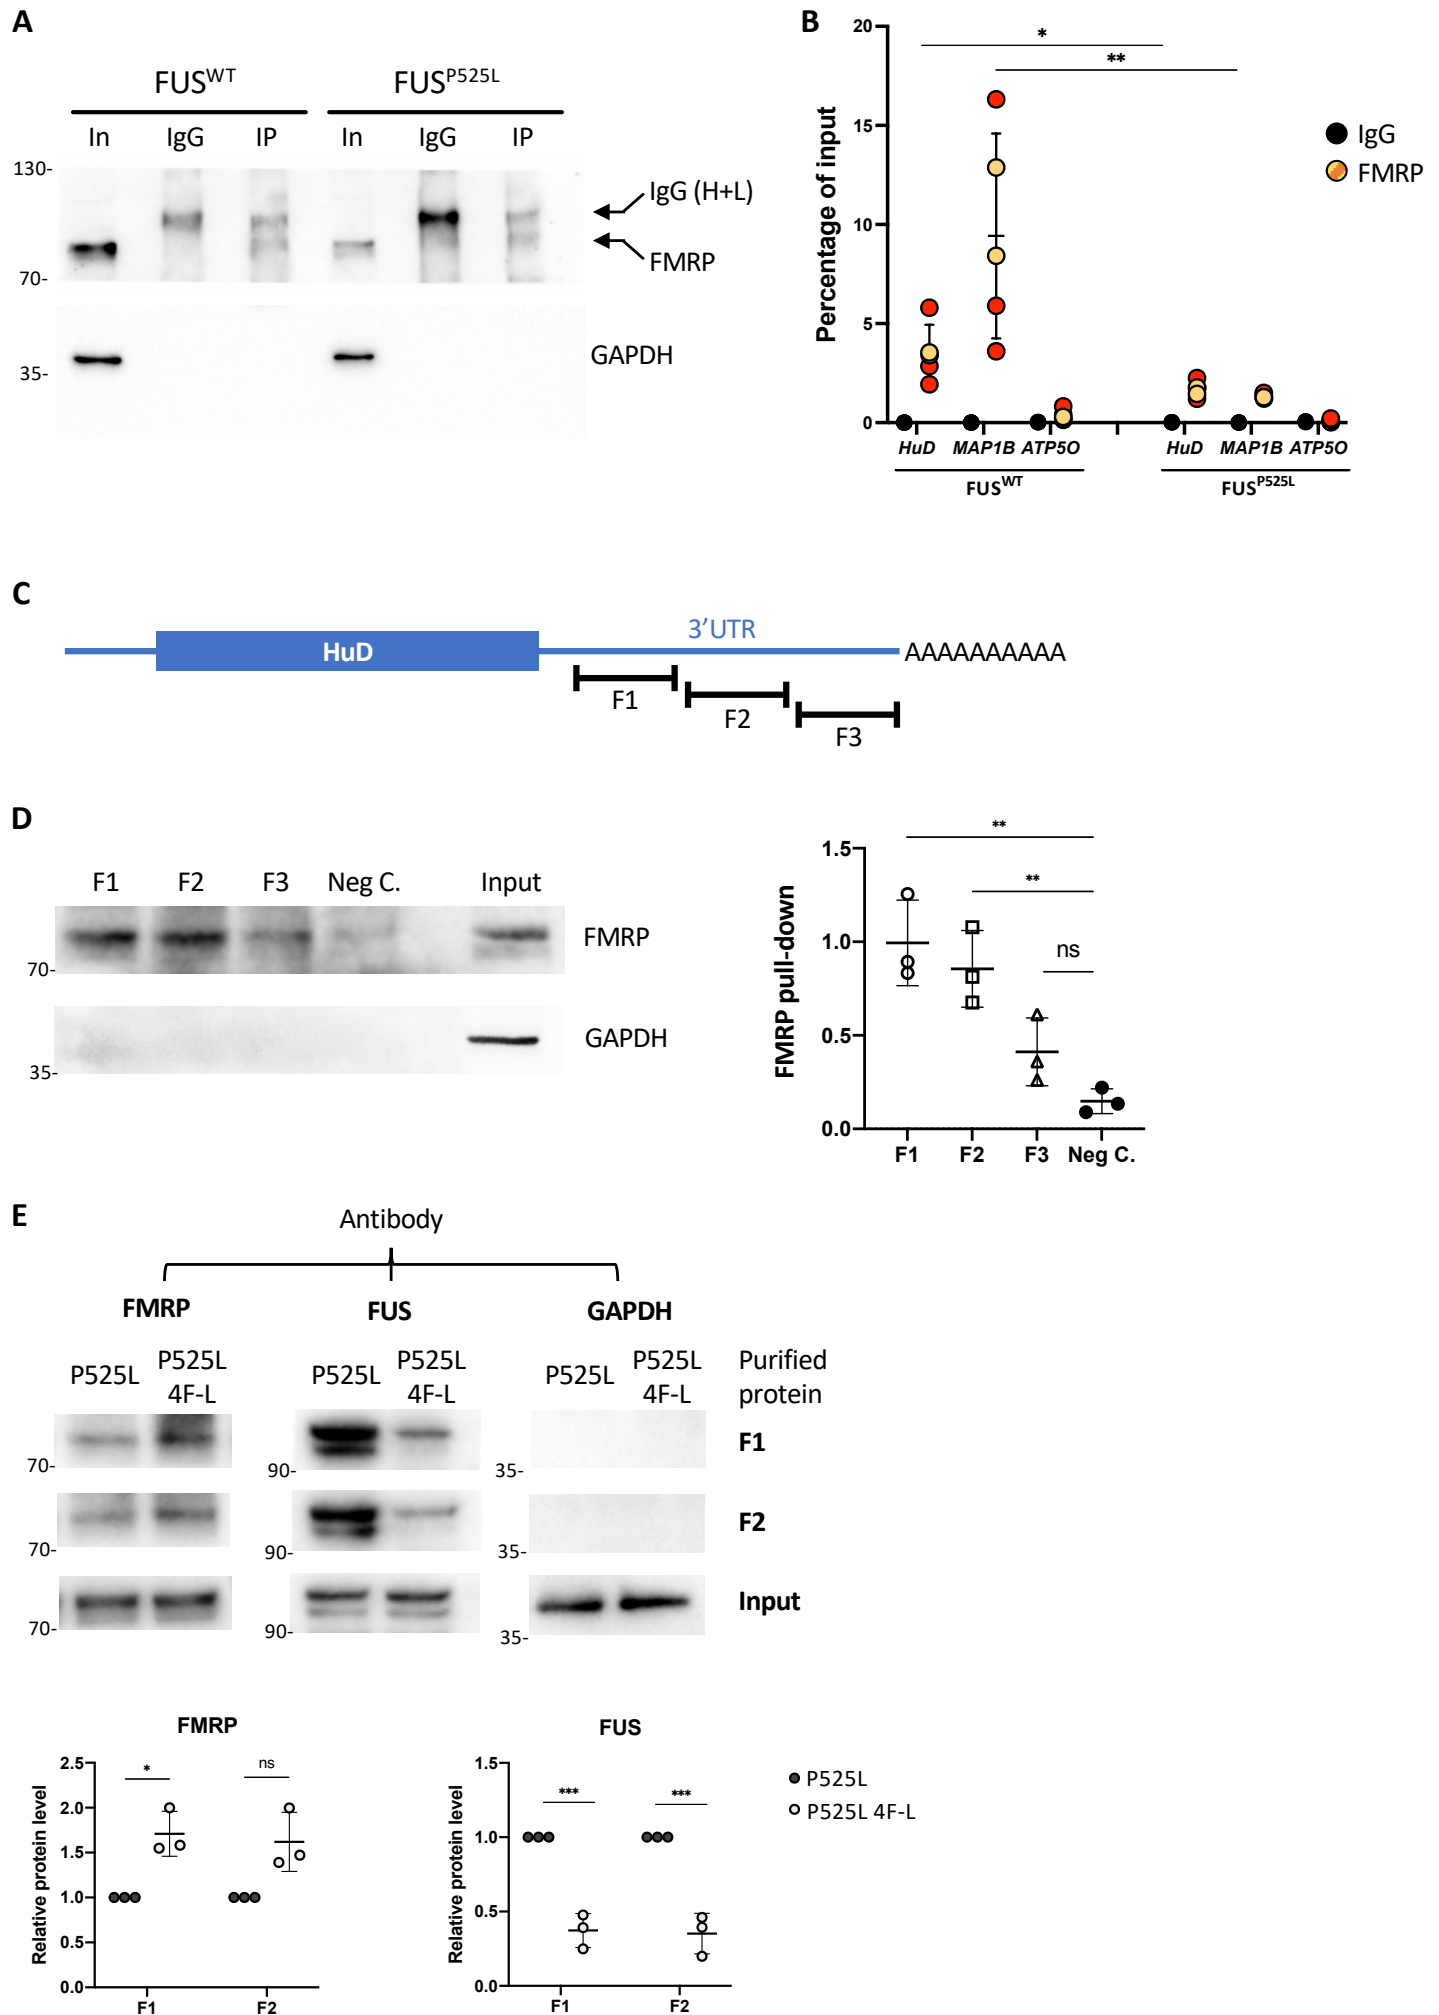 A
FUS^WT FUS^P525L
In IgG IP In IgG IP
130-
IgG (H+L)
FMRP
70-
GAPDH
35-
B
20
15
10
5
0
Percentage of input
* 
**
IgG
FMRP
HuD MAP1B ATP5O HuD MAP1B ATP5O
FUS^WT FUS^P525L
C
3’UTR
HuD
AAAAAAAAAA
F1
F2
F3
D
F1 F2 F3 Neg C. Input
FMRP
70-
GAPDH
35-
**
**
ns
1.5
1.0
0.5
0.0
FMRP pull-down
F1 F2 F3 Neg C.
E
Antibody
FMRP FUS GAPDH
P525L P525L 4F-L P525L P525L 4F-L P525L P525L 4F-L
Purified
protein
F1
70- 90- 35-
F2
70- 90- 35-
Input
70- 90- 35-
FMRP
2.5
2.0
1.5
1.0
0.5
0.0
Relative protein level
* ns
F1 F2
FUS
1.5
1.0
0.5
0.0
Relative protein level
*** ***
F1 F2
P525L
P525L 4F-L